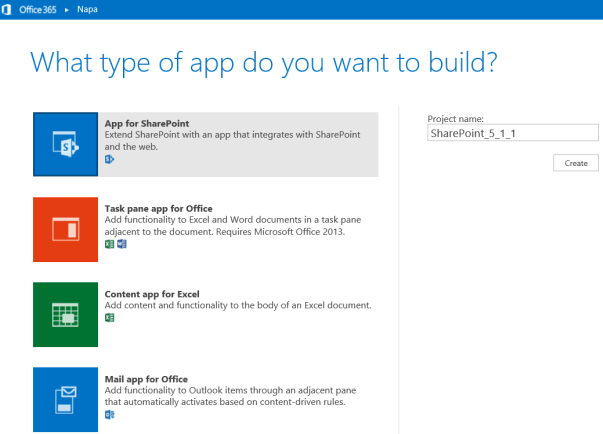 Office 365 ▸ Napa
What type of app do you want to build?
App for SharePoint
Extend SharePoint with an app that integrates with SharePoint
and the web.
Task pane app for Office
Add functionality to Excel and Word documents in a task pane
adjacent to the document. Requires Microsoft Office 2013.
Content app for Excel
Add content and functionality to the body of an Excel document.
Mail app for Office
Add functionality to Outlook items through an adjacent pane
that automatically activates based on content-driven rules.
Project name:
SharePoint_5_1_1
Create